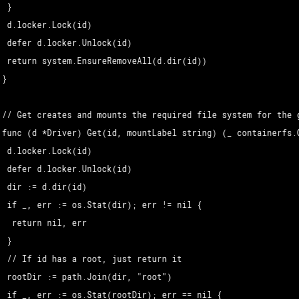 }
d.locker.Lock(id)
defer d.locker.Unlock(id)
return system.EnsureRemoveAll(d.dir(id))
}
// Get creates and mounts the required file system for the
func (d *Driver) Get(id, mountLabel string) (_ containerfs.
d.locker.Lock(id)
defer d.locker.Unlock(id)
dir := d.dir(id)
if _, err := os.Stat(dir); err != nil {
return nil, err
}
// If id has a root, just return it
rootDir := path.Join(dir, "root")
if _, err := os.Stat(rootDir); err == nil {